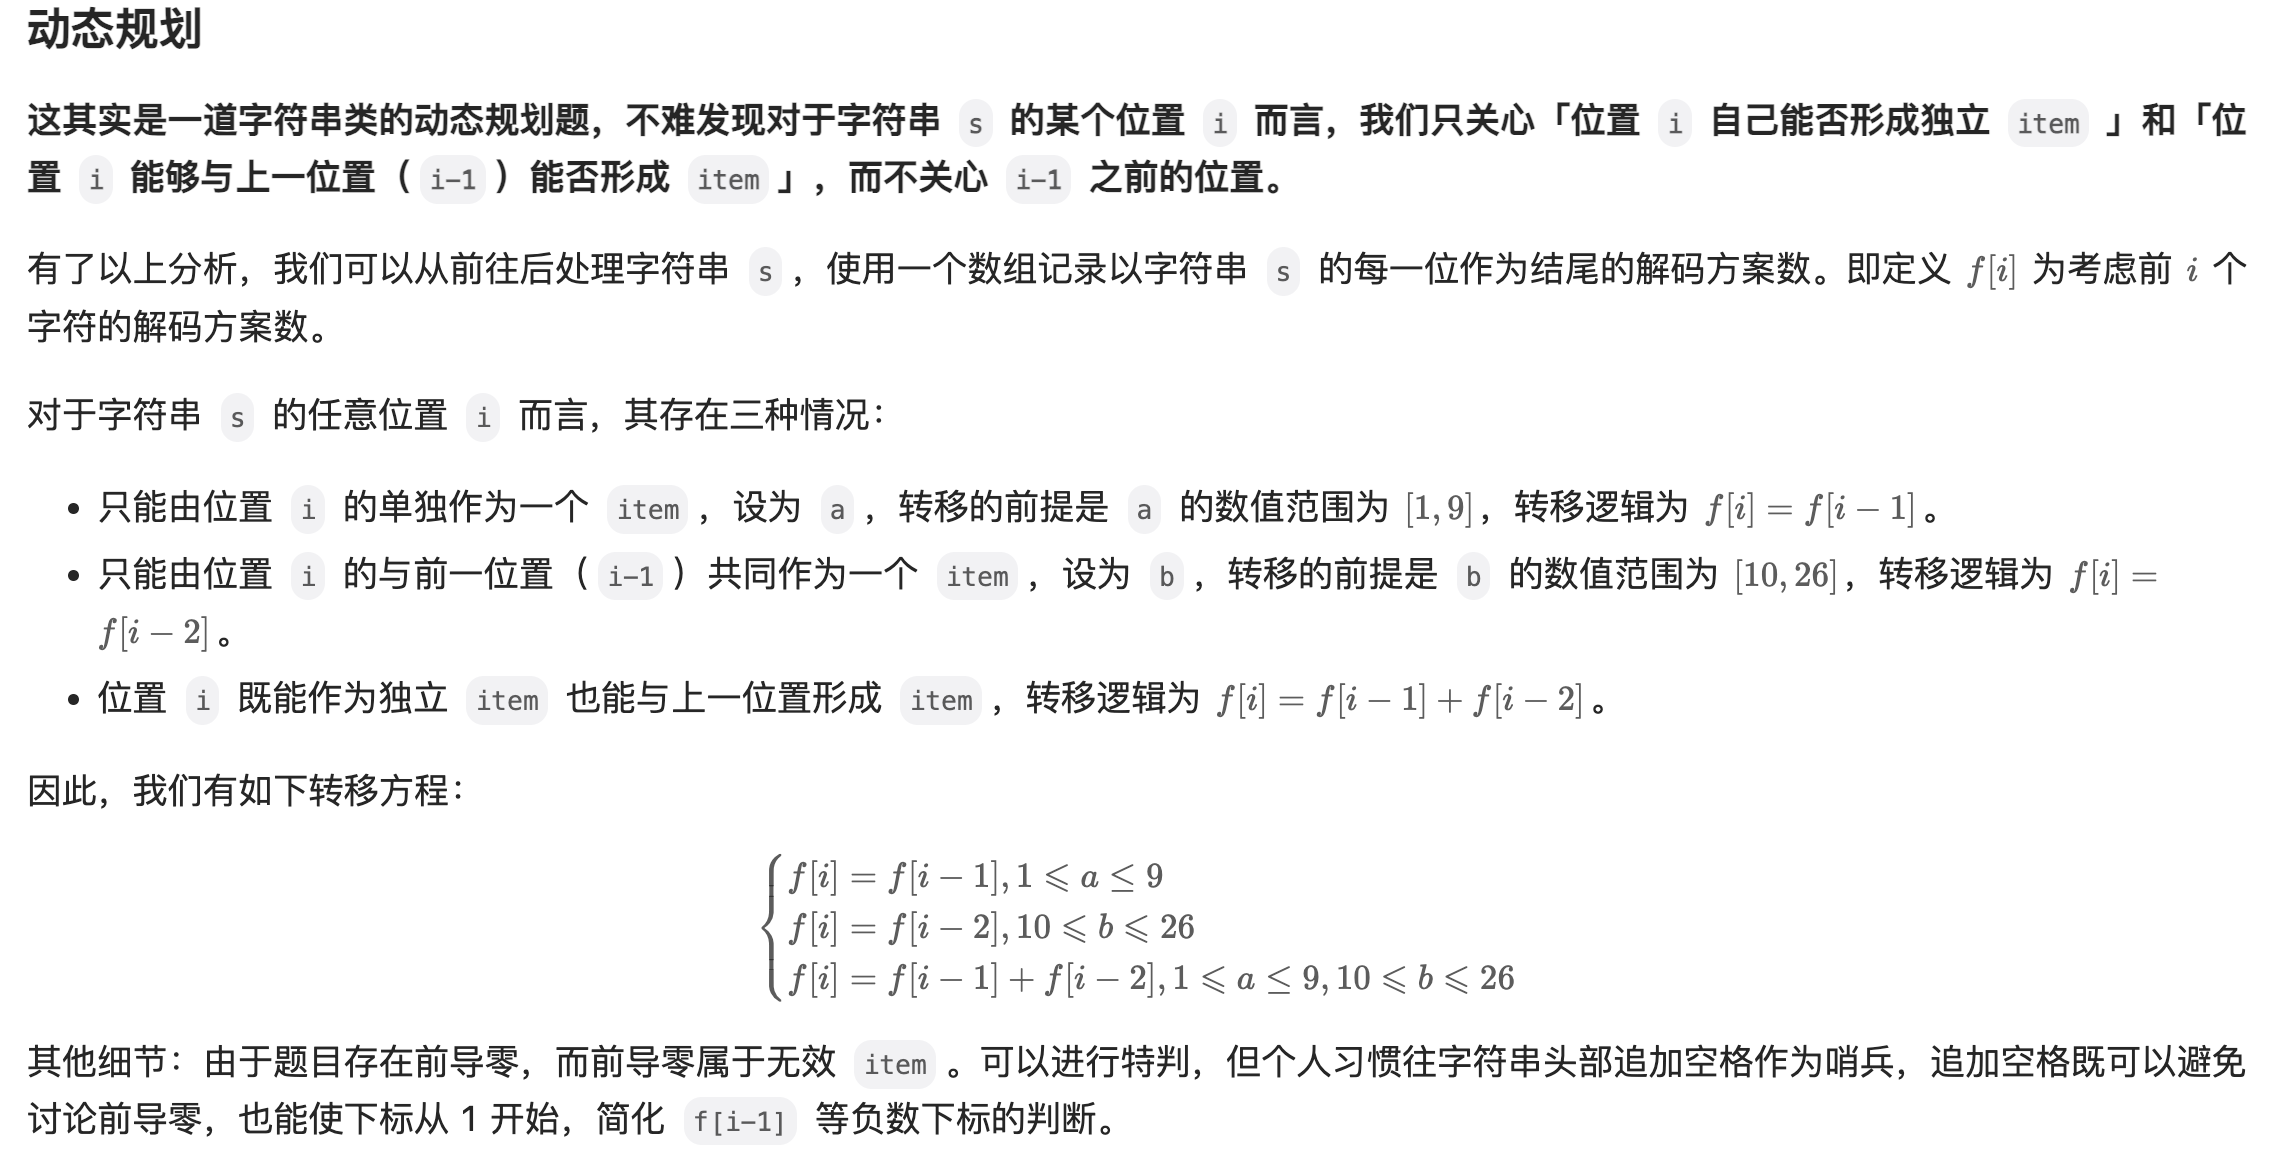 动态规划
这其实是一道字符串类的动态规划题，不难发现对于字符串 s 的某个位置 i 而言，我们只关心「位置 i 自己能否形成独立 item 」和「位
置 i 能够与上一位置（ i-1 ）能否形成 item 」，而不关心 i-1 之前的位置。
有了以上分析，我们可以从前往后处理字符串 s ，使用一个数组记录以字符串 s 的每一位作为结尾的解码方案数。即定义 f[i] 为考虑前 i 个
字符的解码方案数。
对于字符串 s 的任意位置 i 而言，其存在三种情况：
• 只能由位置 i 的单独作为一个 item ，设为 a ，转移的前提是 a 的数值范围为 [1, 9]，转移逻辑为 f[i] = f[i − 1]。
• 只能由位置 i 的与前一位置（ i-1 ）共同作为一个 item ，设为 b ，转移的前提是 b 的数值范围为 [10, 26]，转移逻辑为 f[i] =
f[i − 2]。
• 位置 i 既能作为独立 item 也能与上一位置形成 item ，转移逻辑为 f[i] = f[i − 1] + f[i − 2]。
因此，我们有如下转移方程：
f[i] = f[i − 1], 1 ⩽ a ≤ 9
f[i] = f[i − 2], 10 ⩽ b ⩽ 26
f[i] = f[i − 1] + f[i − 2], 1 ⩽ a ≤ 9, 10 ⩽ b ⩽ 26
其他细节：由于题目存在前导零，而前导零属于无效 item 。可以进行特判，但个人习惯往字符串头部追加空格作为哨兵，追加空格既可以避免
讨论前导零，也能使下标从 1 开始，简化 f[i-1] 等负数下标的判断。